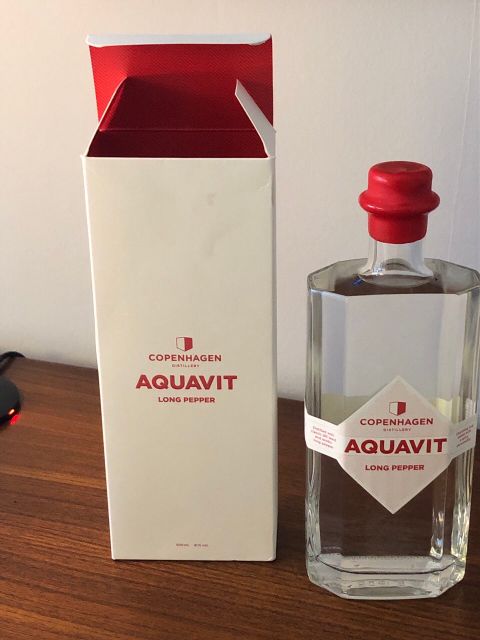 COPENHAGEN
DISTILLERY
AQUAVIT
LONG PEPPER
COPENHAGEN
DISTILLERY
AQUAVIT
LONG PEPPER